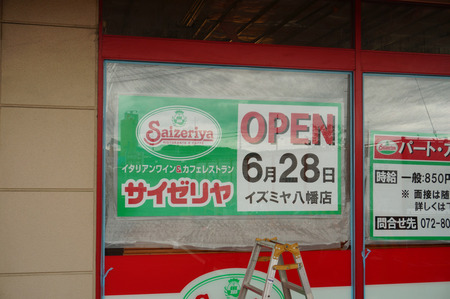 Saizeriya
イタリアンワイン&カフェレストラン
サイゼリヤ
OPEN
6月28日
イズミヤ八幡店
Saizeriya
パート・ア
時給 一般:850円
※ 面接は随
詳しくは
問合せ先 072-80
Saizeriya